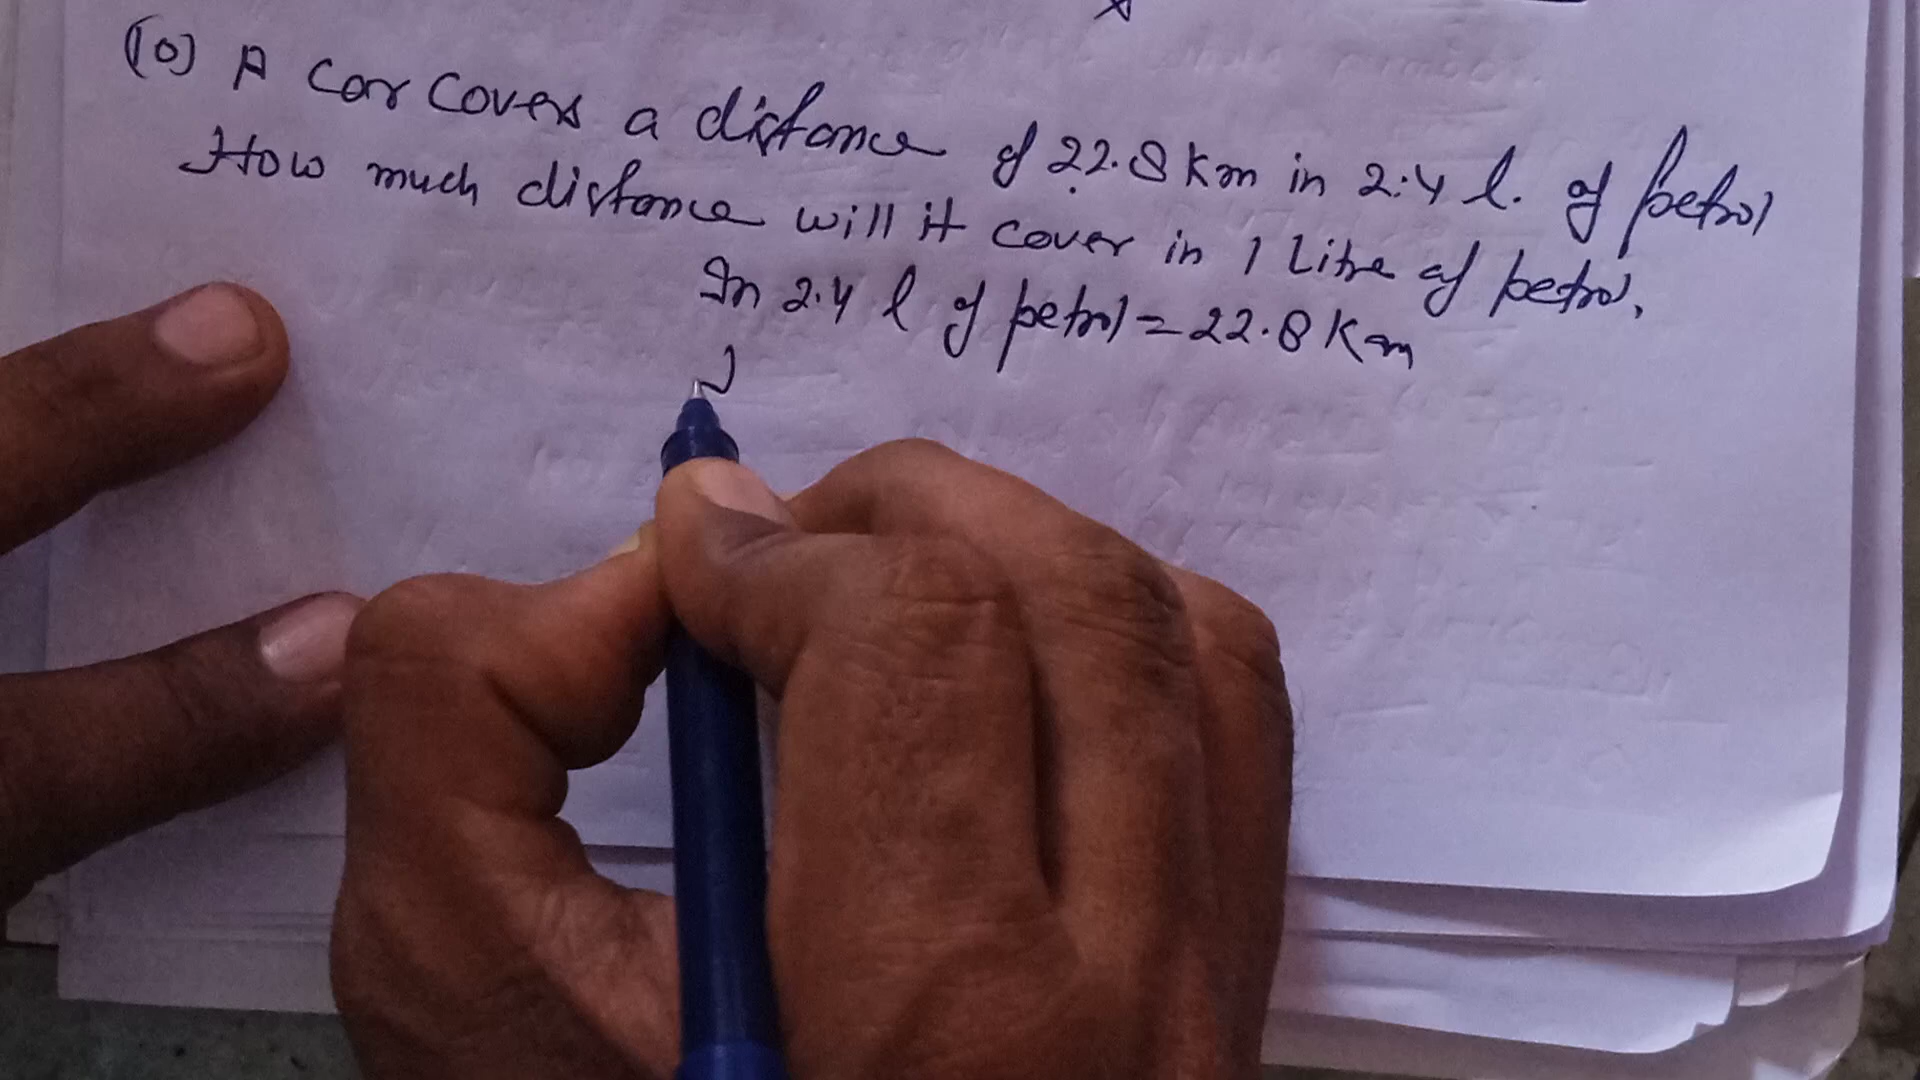 (10) A car covers a distance of 22.8 km in 2.4 l. of petrol
How much distance will it cover in 1 litre of petrol.
In 2.4 l of petrol = 22.8 km